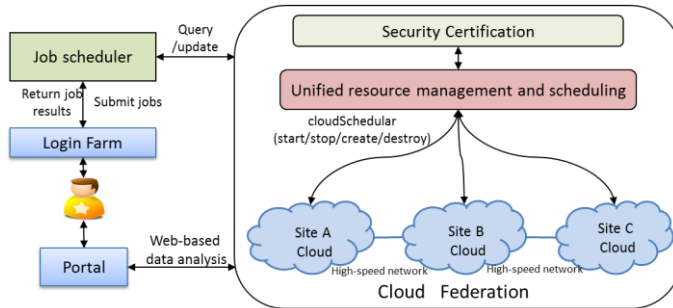 Query
/update
Job scheduler
Return job
results
Submit jobs
Login Farm
Portal
Web-based
data analysis
Security Certification
Unified resource management and scheduling
cloudSchedular
(start/stop/create/destroy)
Site A
Cloud
Site B
Cloud
Site C
Cloud
High-speed network
High-speed network
Cloud Federation